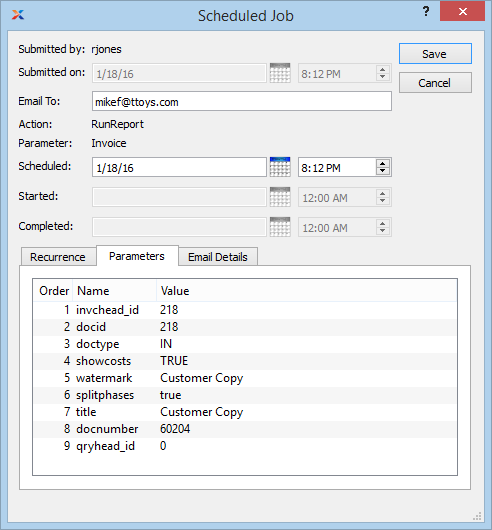 Scheduled Job
?
Submitted by: rjones
Save
Submitted on: 1/18/16 8:12 PM
Cancel
Email To: mikef@ttoys.com
Action: RunReport
Parameter: Invoice
Scheduled: 1/18/16 8:12 PM
Started: 12:00 AM
Completed: 12:00 AM
Recurrence Parameters Email Details
Order Name Value
1 invchead_id 218
2 docid 218
3 doctype IN
4 showcosts TRUE
5 watermark Customer Copy
6 splitphases true
7 title Customer Copy
8 docnumber 60204
9 qryhead_id 0